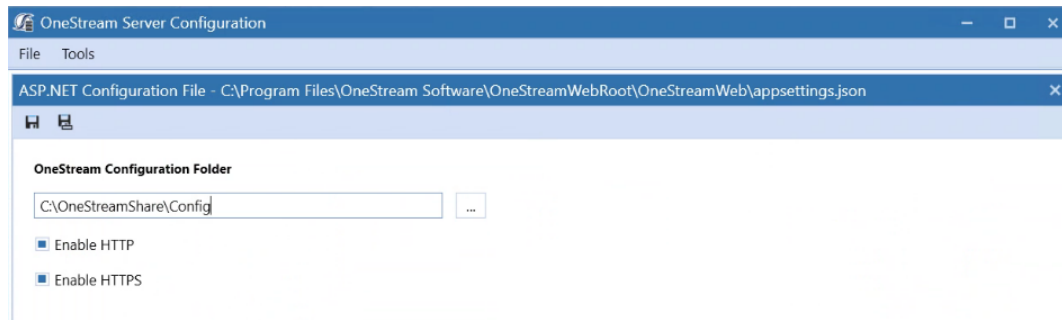 OneStream Server Configuration
File Tools
ASP.NET Configuration File - C:\Program Files\OneStream Software\OneStreamWebRoot\OneStreamWeb\appsettings.json
OneStream Configuration Folder
C:\OneStreamShare\Config
...
Enable HTTP
Enable HTTPS